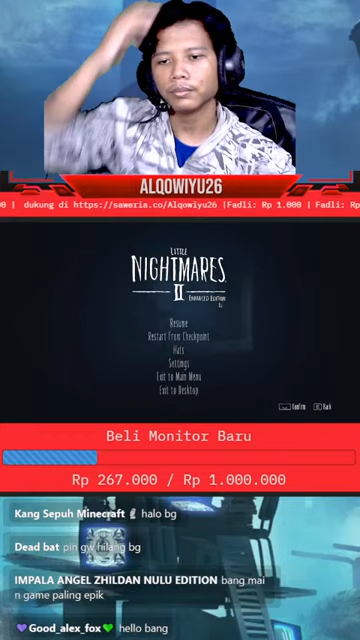 ALQOWIYU26
00 | dukung di https://saweria.co/Alqowiyu26 |Fadli: Rp 1.000 |Fadli: Rp
LITTLE
NIGHTMARES
II ENHANCED EDITION
Resume
Restart From Checkpoint
Hats
Settings
Exit to Main Menu
Exit to Desktop
Confirm Back
Beli Monitor Baru
Rp 267.000 / Rp 1.000.000
Kang Sepuh Minecraft halo bg
Dead bat pin gw hilang bg
IMPALA ANGEL ZHILDAN NULU EDITION bang mai
n game paling epik
Good_alex_fox hello bang